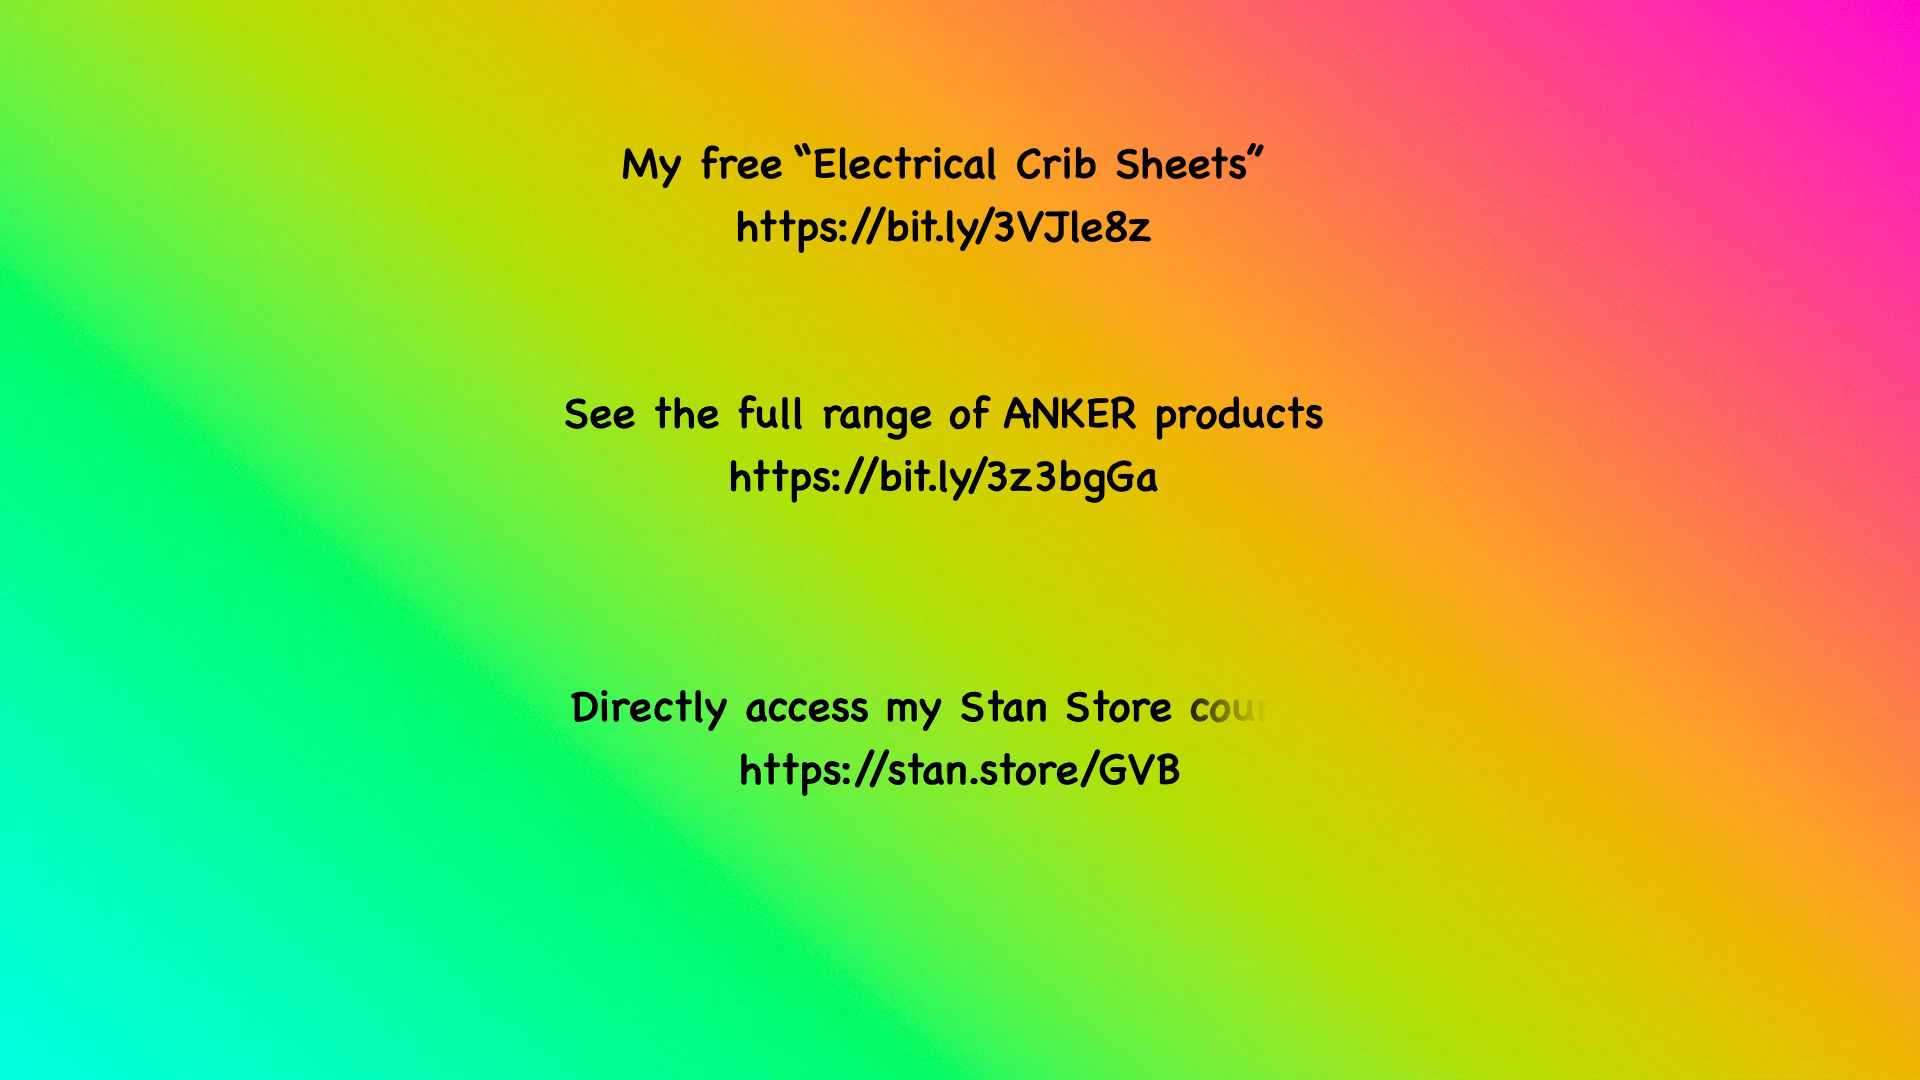 My free “Electrical Crib Sheets”
https://bit.ly/3VJle8z
See the full range of ANKER products
https://bit.ly/3z3bgGa
Directly access my Stan Store
https://stan.store/GVB